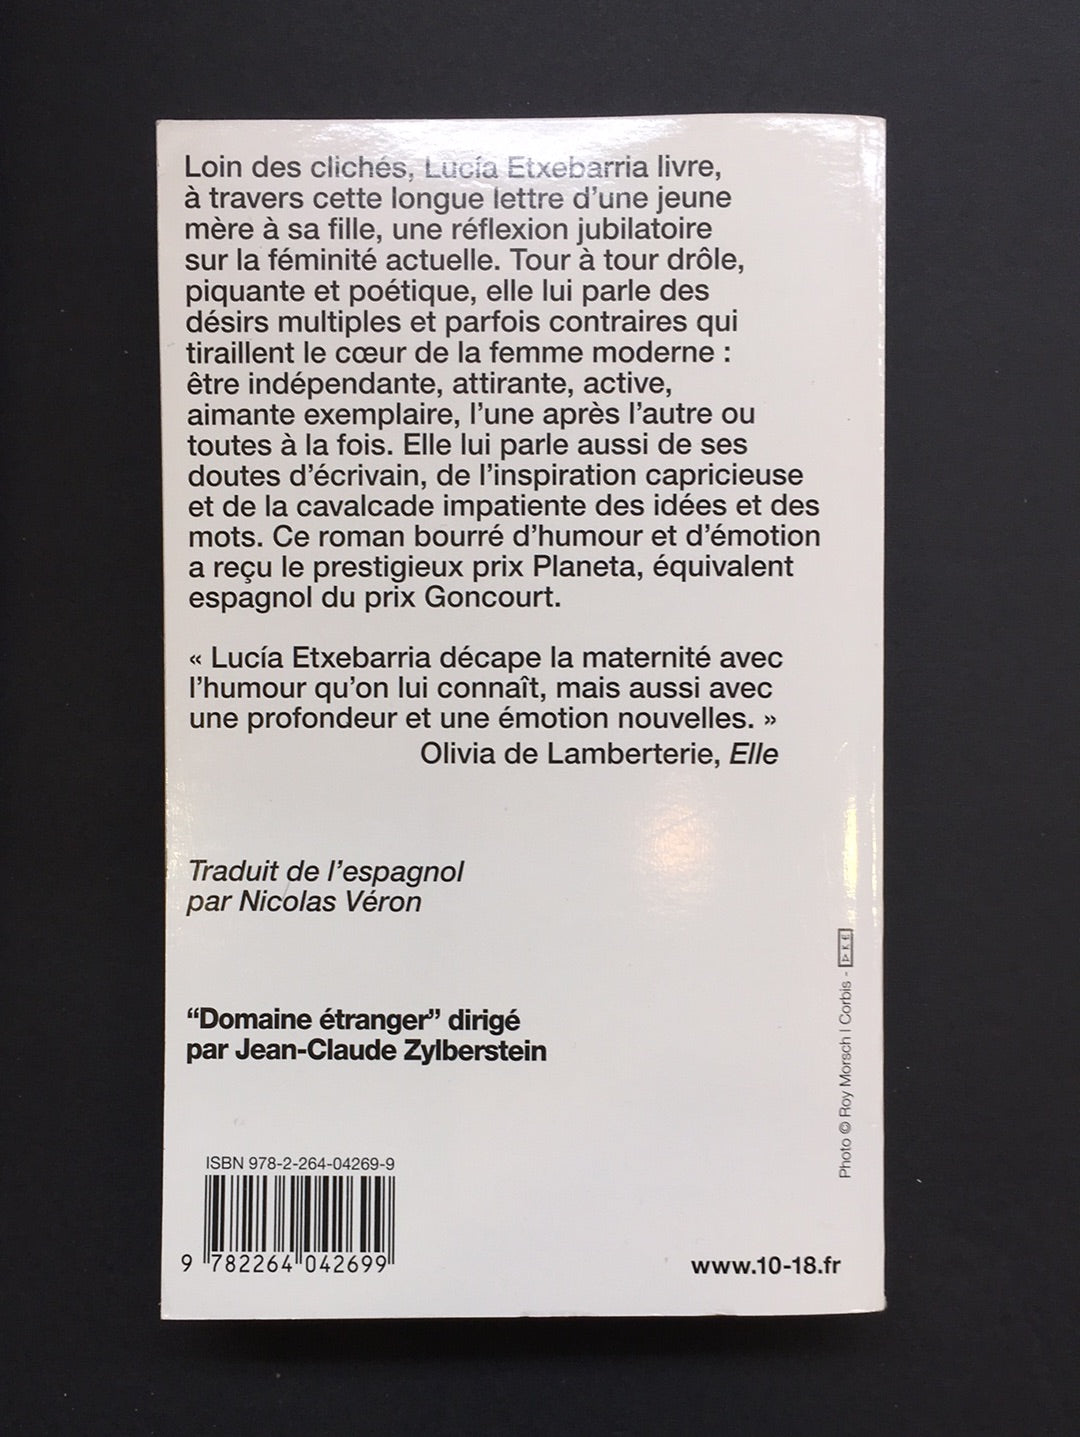 Loin des clichés, Lucía Etxebarria livre,
à travers cette longue lettre d'une jeune
mère à sa fille, une réflexion jubilatoire
sur la féminité actuelle. Tour à tour drôle,
piquante et poétique, elle lui parle des
désirs multiples et parfois contraires qui
tiraillent le cœur de la femme moderne :
être indépendante, attirante, active,
aimante exemplaire, l'une après l'autre ou
toutes à la fois. Elle lui parle aussi de ses
doutes d'écrivain, de l'inspiration capricieuse
et de la cavalcade impatiente des idées et des
mots. Ce roman bourré d'humour et d'émotion
a reçu le prestigieux prix Planeta, équivalent
espagnol du prix Goncourt.
« Lucía Etxebarria décape la maternité avec
l'humour qu'on lui connaît, mais aussi avec
une profondeur et une émotion nouvelles. »
Olivia de Lamberterie, Elle
Traduit de l'espagnol
par Nicolas Véron
"Domaine étranger" dirigé
par Jean-Claude Zylberstein
ISBN 978-2-264-04269-9
9 782264 042699
www.10-18.fr
Photo © Roy Morsch | Corbis -